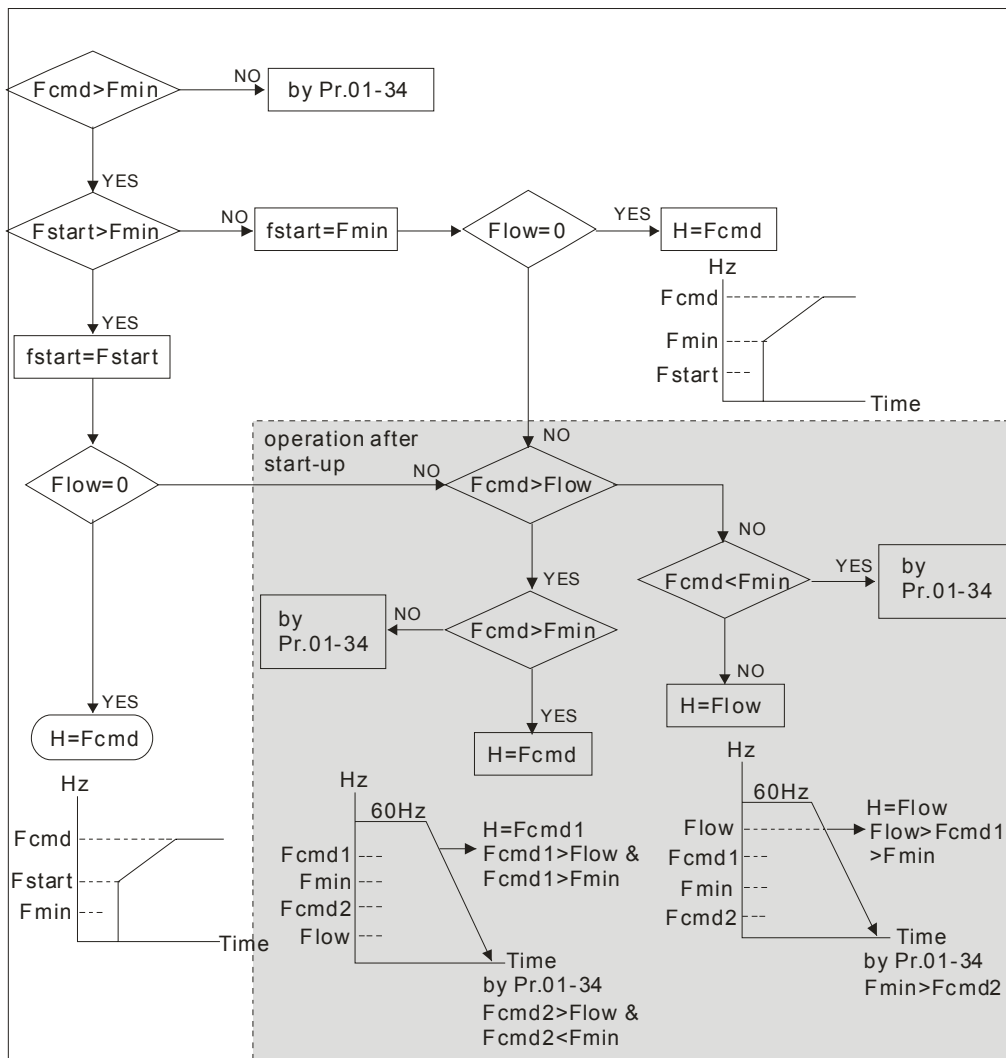 Fcmd>Fmin
NO
by Pr.01-34
YES
Fstart>Fmin
NO
fstart=Fmin
Flow=0
YES
H=Fcmd
Hz
Fcmd
Fmin
Fstart
Time
YES
fstart=Fstart
NO
operation after
start-up
Flow=0
NO
Fcmd>Flow
NO
YES
Fcmd<Fmin
YES
by
Pr.01-34
by
Pr.01-34
NO
Fcmd>Fmin
NO
H=Flow
YES
H=Fcmd
YES
H=Fcmd
Hz
Fcmd
Fstart
Fmin
Time
Hz
60Hz
H=Fcmd1
Fcmd1>Flow &
Fcmd1>Fmin
Fcmd1
Fmin
Fcmd2
Flow
Time
by Pr.01-34
Fcmd2>Flow &
Fcmd2<Fmin
Hz
60Hz
H=Flow
Flow>Fcmd1
>Fmin
Flow
Fcmd1
Fmin
Fcmd2
Time
by Pr.01-34
Fmin>Fcmd2